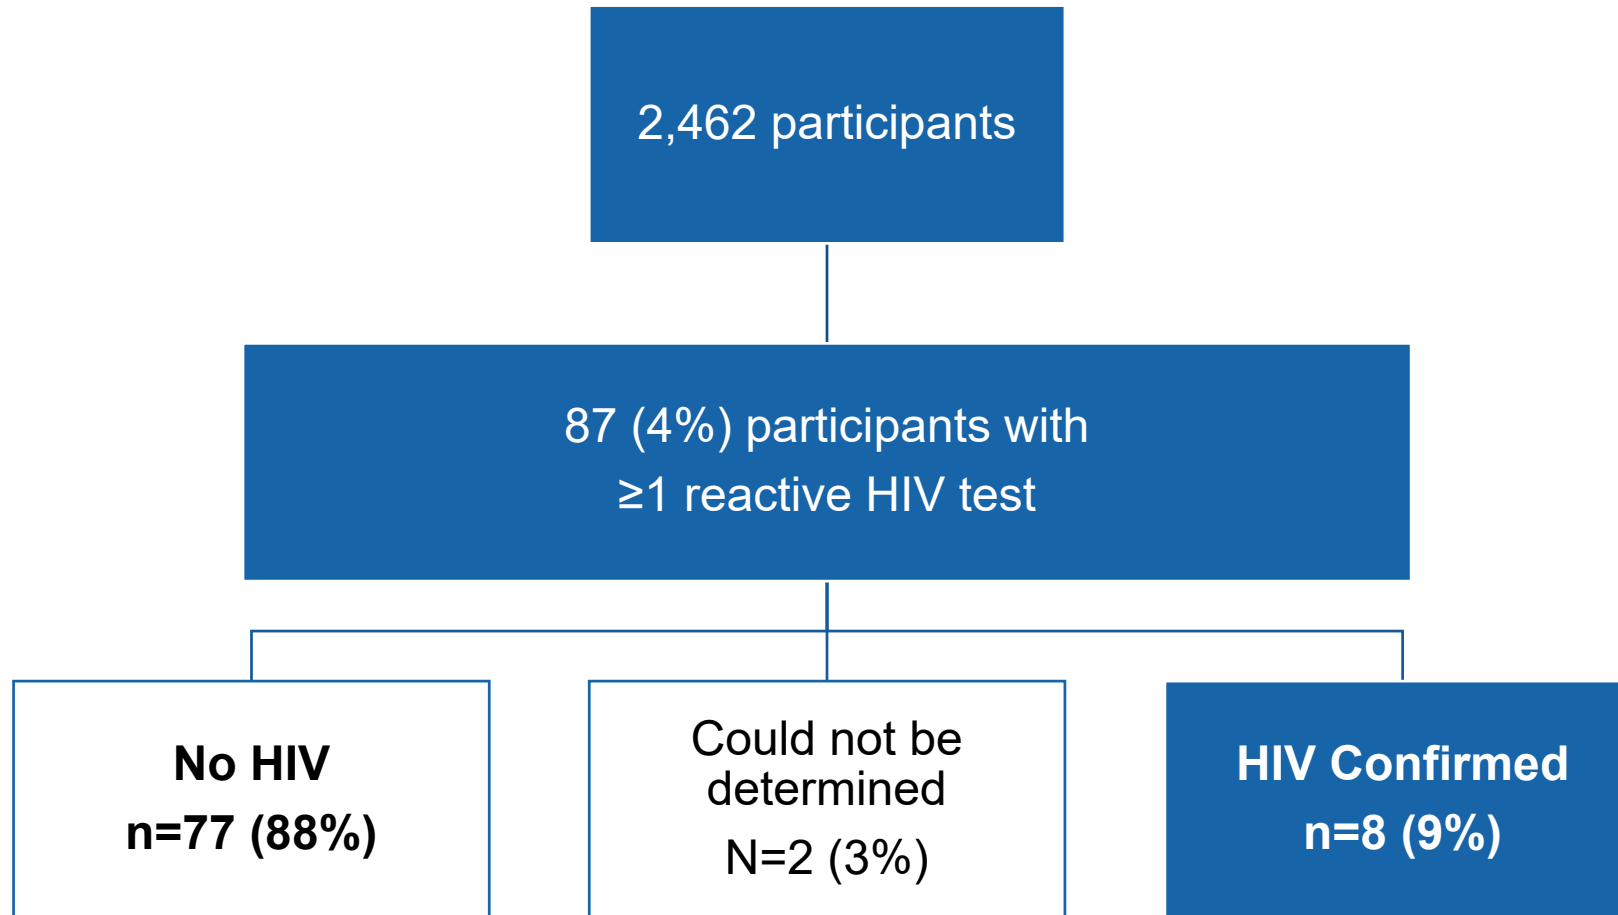 2,462 participants
87 (4%) participants with
≥1 reactive HIV test
No HIV
n=77 (88%)
Could not be
determined
N=2 (3%)
HIV Confirmed
n=8 (9%)